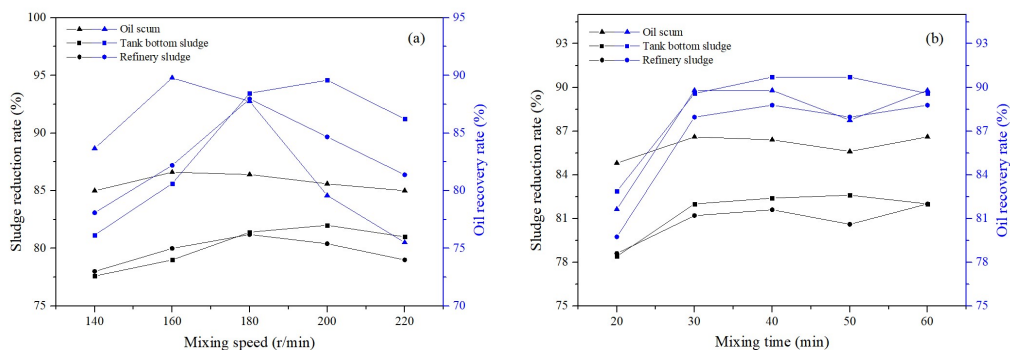 100
95
90
85
80
75
Sludge reduction rate (%)
Oil scum
Tank bottom sludge
Refinery sludge
(a)
95
90
85
80
75
70
Oil recovery rate (%)
140 160 180 200 220
Mixing speed (r/min)
93
90
87
84
81
78
75
Sludge reduction rate (%)
Oil scum
Tank bottom sludge
Refinery sludge
(b)
93
90
87
84
81
78
75
Oil recovery rate (%)
20 30 40 50 60
Mixing time (min)